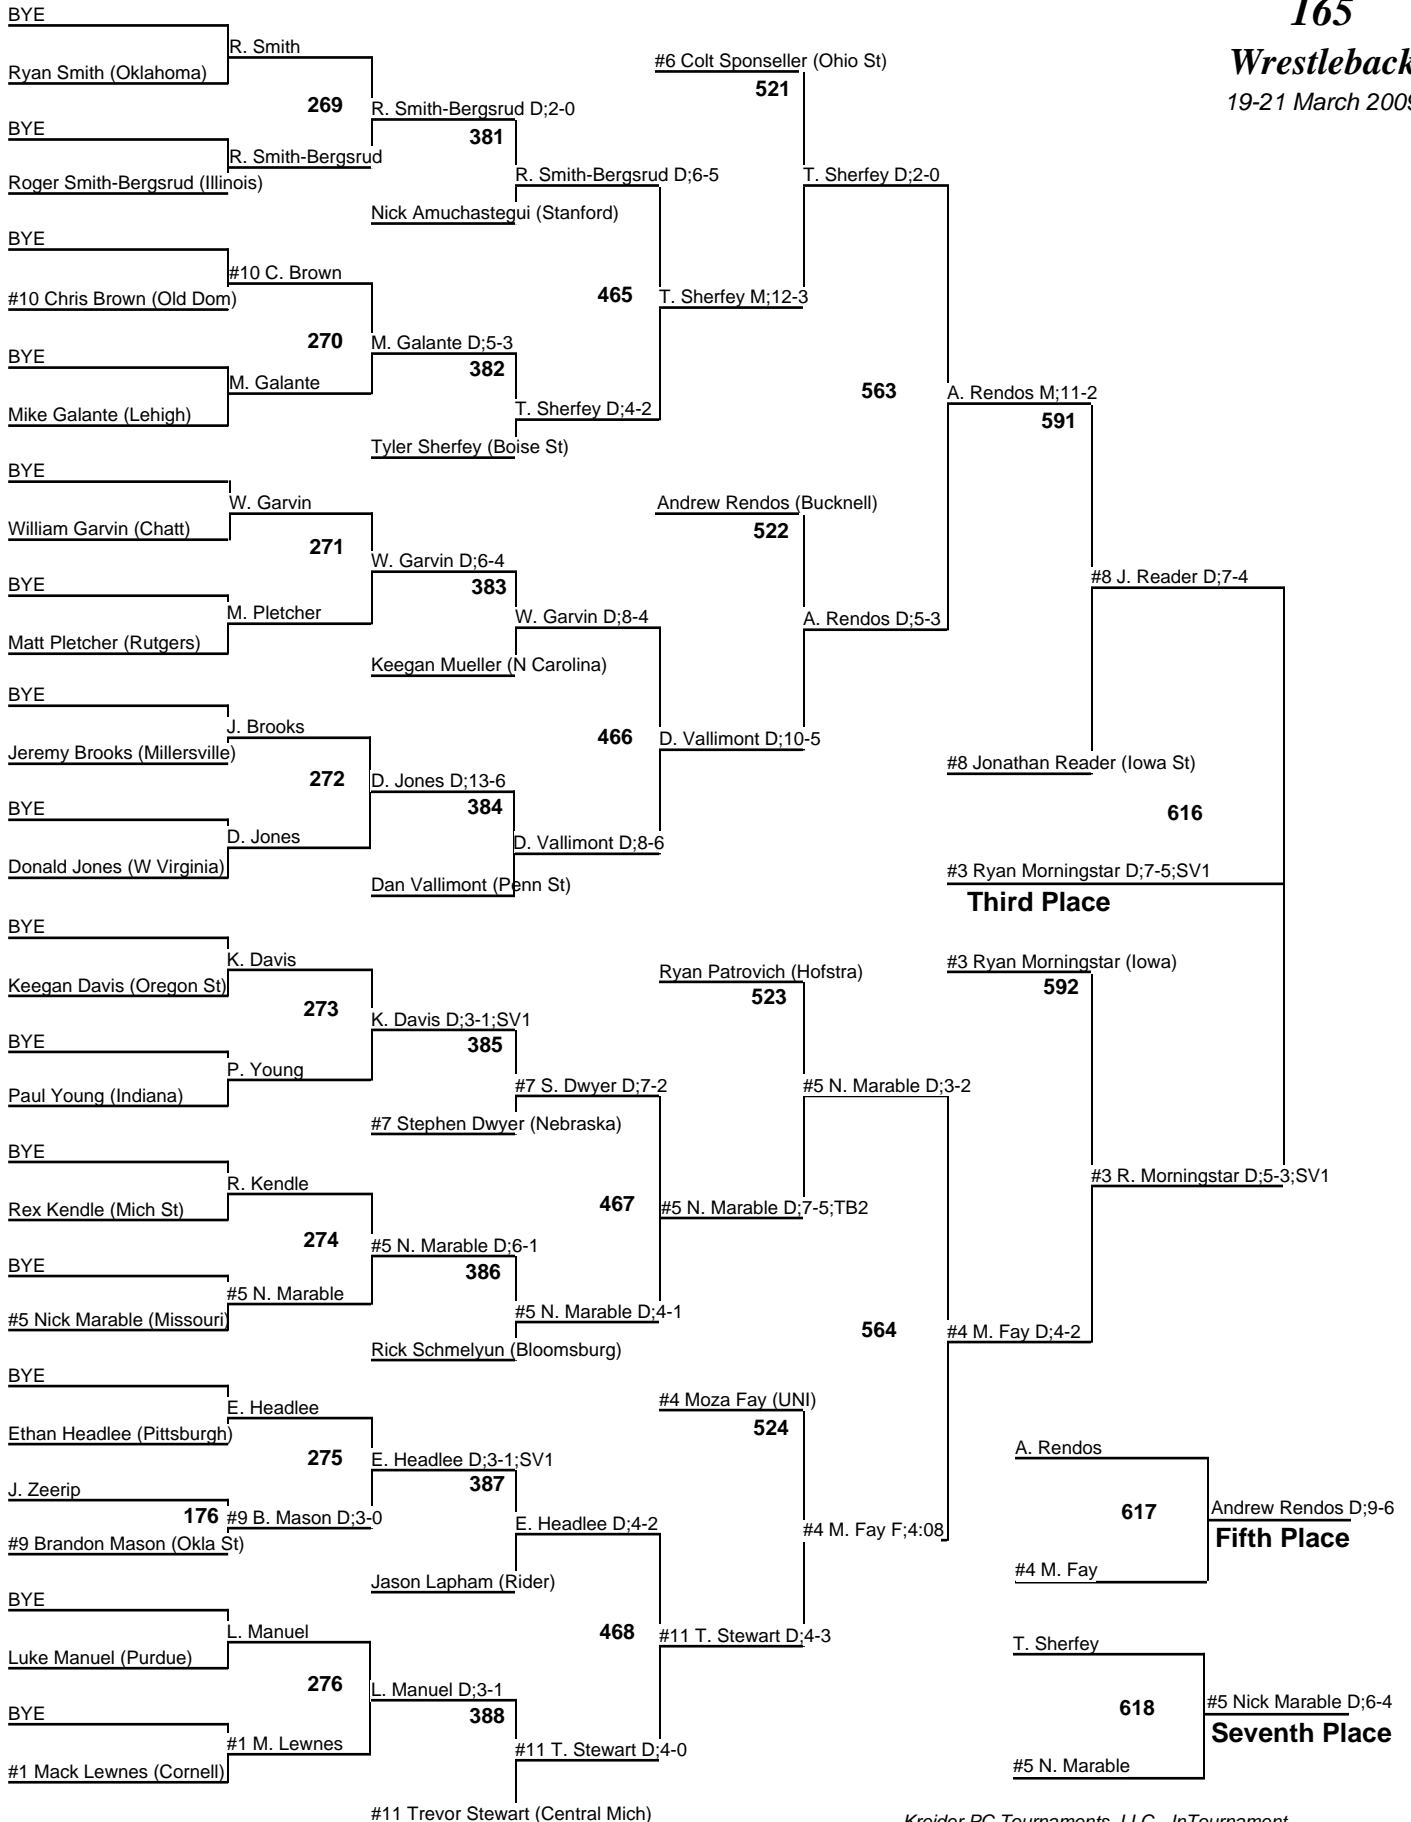 165
Wrestleback
19-21 March 2009
BYE
R. Smith
Ryan Smith (Oklahoma)
269
R. Smith-Bergsrud D;2-0
BYE
R. Smith-Bergsrud
Roger Smith-Bergsrud (Illinois)
381
R. Smith-Bergsrud D;6-5
Nick Amuchastegui (Stanford)
BYE
#10 C. Brown
#10 Chris Brown (Old Dom)
270
M. Galante D;5-3
BYE
M. Galante
Mike Galante (Lehigh)
382
T. Sherfey D;4-2
Tyler Sherfey (Boise St)
465
T. Sherfey M;12-3
#6 Colt Sponseller (Ohio St)
521
T. Sherfey D;2-0
BYE
W. Garvin
William Garvin (Chatt)
271
W. Garvin D;6-4
BYE
M. Pletcher
Matt Pletcher (Rutgers)
383
W. Garvin D;8-4
Keegan Mueller (N Carolina)
BYE
J. Brooks
Jeremy Brooks (Millersville)
272
D. Jones D;13-6
BYE
D. Jones
Donald Jones (W Virginia)
384
D. Vallimont D;8-6
Dan Vallimont (Penn St)
466
D. Vallimont D;10-5
Andrew Rendos (Bucknell)
522
A. Rendos D;5-3
563
A. Rendos M;11-2
591
#8 J. Reader D;7-4
#8 Jonathan Reader (Iowa St)
616
#3 Ryan Morningstar D;7-5;SV1
Third Place
BYE
K. Davis
Keegan Davis (Oregon St)
273
K. Davis D;3-1;SV1
BYE
P. Young
Paul Young (Indiana)
385
#7 S. Dwyer D;7-2
#7 Stephen Dwyer (Nebraska)
BYE
R. Kendle
Rex Kendle (Mich St)
274
#5 N. Marable D;6-1
BYE
#5 N. Marable
#5 Nick Marable (Missouri)
386
#5 N. Marable D;4-1
Rick Schmelyun (Bloomsburg)
467
#5 N. Marable D;7-5;TB2
Ryan Patrovich (Hofstra)
523
#5 N. Marable D;3-2
#3 Ryan Morningstar (Iowa)
592
#3 R. Morningstar D;5-3;SV1
564
#4 M. Fay D;4-2
BYE
E. Headlee
Ethan Headlee (Pittsburgh)
275
E. Headlee D;3-1;SV1
J. Zeerip
176
#9 B. Mason D;3-0
#9 Brandon Mason (Okla St)
387
E. Headlee D;4-2
Jason Lapham (Rider)
BYE
L. Manuel
Luke Manuel (Purdue)
276
L. Manuel D;3-1
BYE
#1 M. Lewnes
#1 Mack Lewnes (Cornell)
388
#11 T. Stewart D;4-0
#11 Trevor Stewart (Central Mich)
468
#11 T. Stewart D;4-3
#4 Moza Fay (UNI)
524
#4 M. Fay F;4:08
A. Rendos
617
Andrew Rendos D;9-6
Fifth Place
#4 M. Fay
T. Sherfey
618
#5 Nick Marable D;6-4
Seventh Place
#5 N. Marable